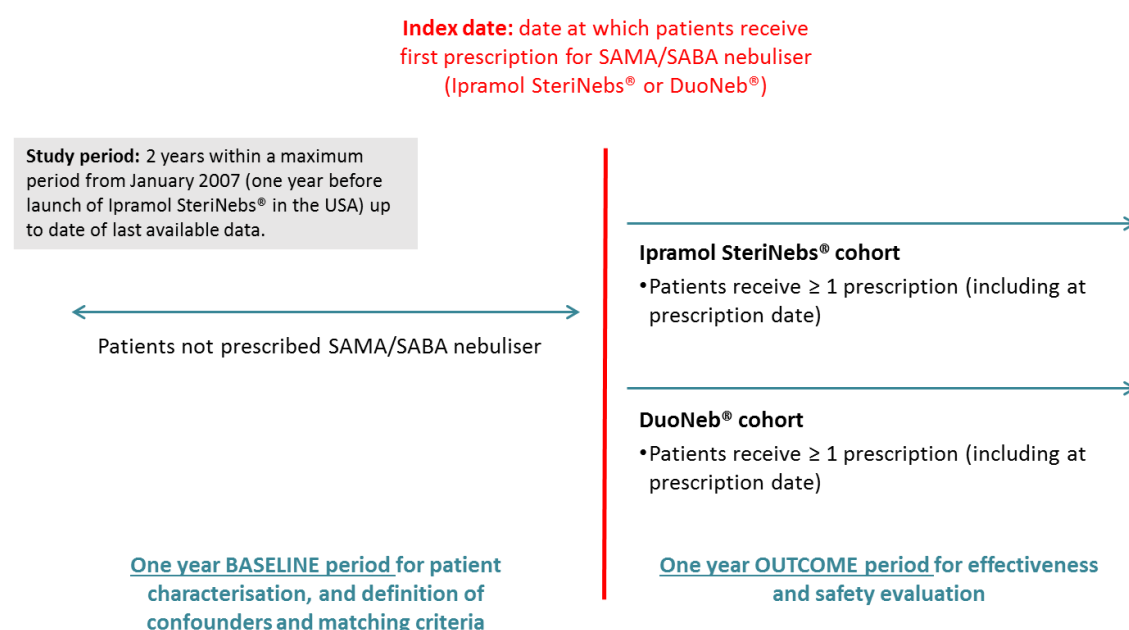 Index date: date at which patients receive
first prescription for SAMA/SABA nebuliser
(Ipramol SteriNebs® or DuoNeb®)
Study period: 2 years within a maximum
period from January 2007 (one year before
launch of Ipramol SteriNebs® in the USA) up
to date of last available data.
Patients not prescribed SAMA/SABA nebuliser
Ipramol SteriNebs® cohort
•Patients receive ≥ 1 prescription (including at
prescription date)
DuoNeb® cohort
•Patients receive ≥ 1 prescription (including at
prescription date)
One year BASELINE period for patient
characterisation, and definition of
confounders and matching criteria
One year OUTCOME period for effectiveness
and safety evaluation